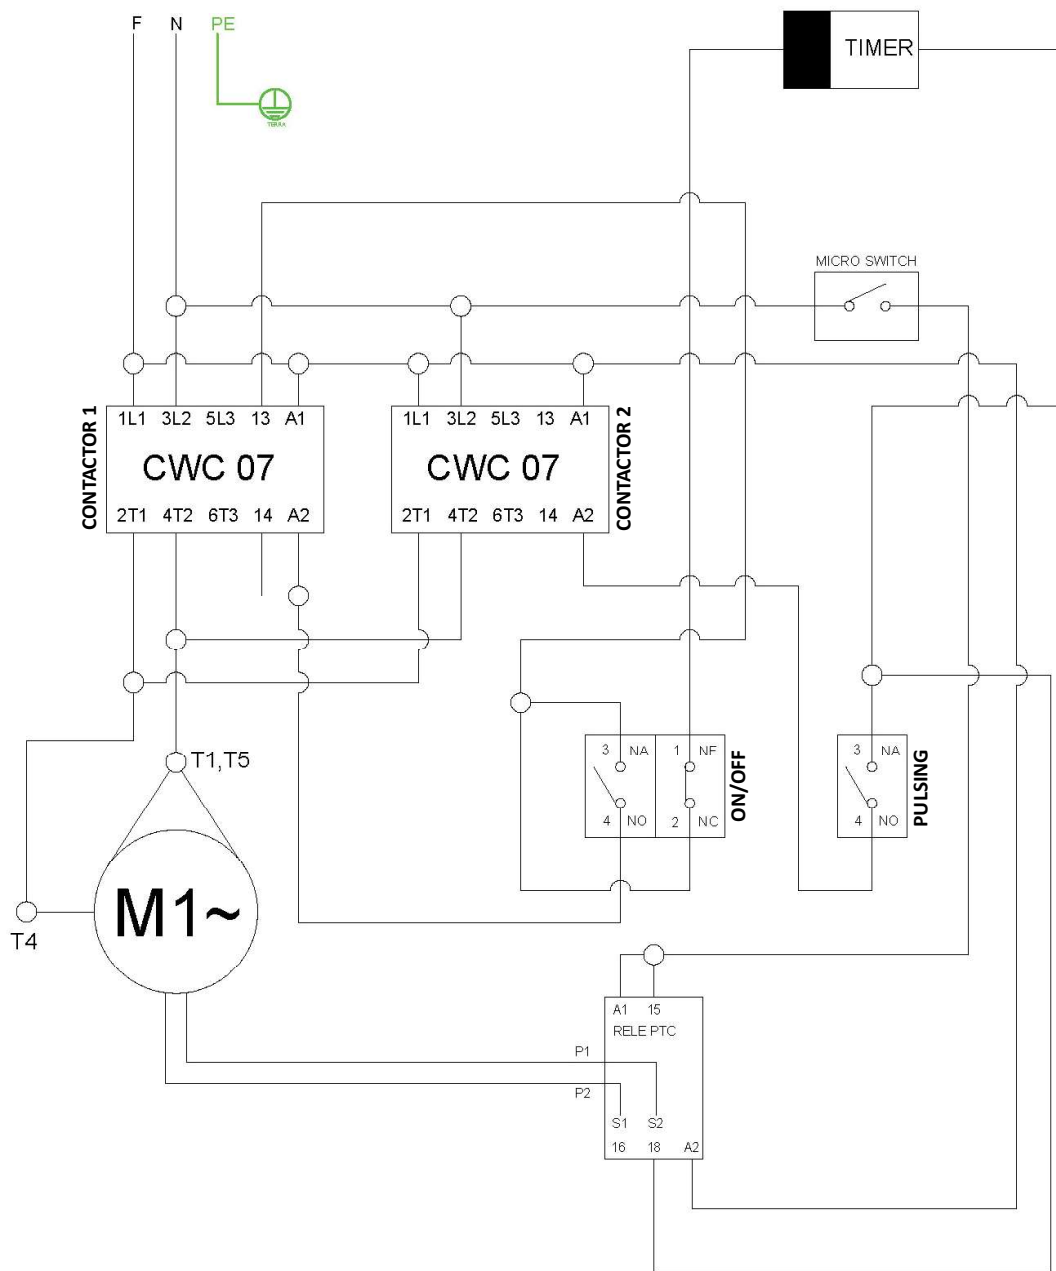 F N PE
TERRA
TIMER
MICRO SWITCH
CONTACTOR 1
1L1 3L2 5L3 13 A1
CWC 07
2T1 4T2 6T3 14 A2
1L1 3L2 5L3 13 A1
CWC 07
2T1 4T2 6T3 14 A2
CONTACTOR 2
T1,T5
3 NA 1 NF
4 NO 2 NC
ON/OFF
3 NA
4 NO
PULSING
M1~
T4
A1 15
RELE PTC
P1
P2
S1 S2
16 18 A2